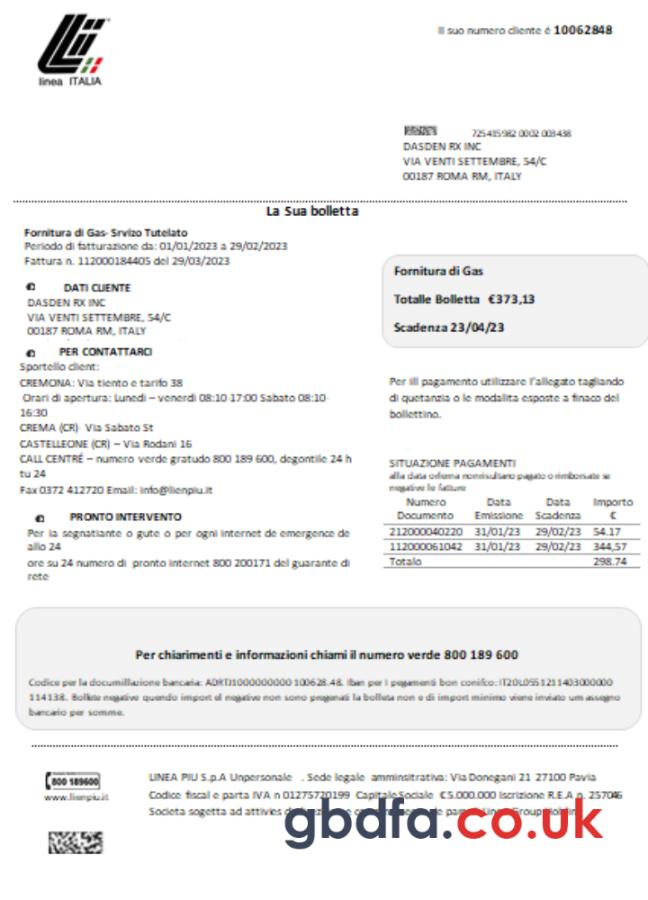 linea ITALIA
Il suo numero cliente é 10062848
725415982 0002 003438
DASDEN RX INC
VIA VENTI SETTEMBRE, 54/C
00187 ROMA RM, ITALY
La Sua bolletta
Fornitura di Gas- Srvizo Tutelato
Periodo di fatturazione da: 01/01/2023 a 29/02/2023
Fattura n. 112000184405 del 29/03/2023
DATI CLIENTE
DASDEN RX INC
VIA VENTI SETTEMBRE, 54/C
00187 ROMA RM, ITALY
Fornitura di Gas
Totalle Bolletta €373,13
Scadenza 23/04/23
PER CONTATTARCI
Sportello client:
CREMONA: Via tiento e tarifo 38
Orari di apertura: Lunedi – venerdi 08:10-17:00 Sabato 08:10-
16:30
CREMA (CR)- Via Sabato St
CASTELLEONE (CR) – Via Rodani 16
CALL CENTRÉ – numero verde gratudo 800 189 600, degontile 24 h
tu 24
Fax 0372 412720 Email: info@lienpiu.it
Per ill pagamento utilizzare l'allegato tagliando
di quetanzia o le modalita esposte a finaco del
bollettino.
SITUAZIONE PAGAMENTI
alla data orlema nonrisultano pagato o rimborsate se
negative le fatture
Numero Data Data Importo
Documento Emissione Scadenza €
212000040220 31/01/23 29/02/23 54.17
112000061042 31/01/23 29/02/23 344,57
Totalo 298.74
PRONTO INTERVENTO
Per la segnatiante o gute o per ogni internet de emergence de
allo 24
ore su 24 numero di pronto internet 800 200171 del guarante di
rete
Per chiarimenti e informazioni chiami il numero verde 800 189 600
Codice per la documillazione bancaria: 100628.48. Iban per i pegamenti bon conifco: IT20L0551211403000000
114138. Bollete negative quendo import el negative non sono pregenati la bolleta non e di import minimo viene inviato um assegno
bancario per somme.
800 189600
www.lienpiu.it
LINEA PIU S.p.A Unpersonale . Sede legale amminsitrativa: Via Donegani 21 27100 Pavia
Codice fiscal e parta IVA n 01275720199 Capitale Sociale €5.000.000 Iscrizione R.E.A n. 257046
Societa sogetta ad attivies
gbdfa.co.uk